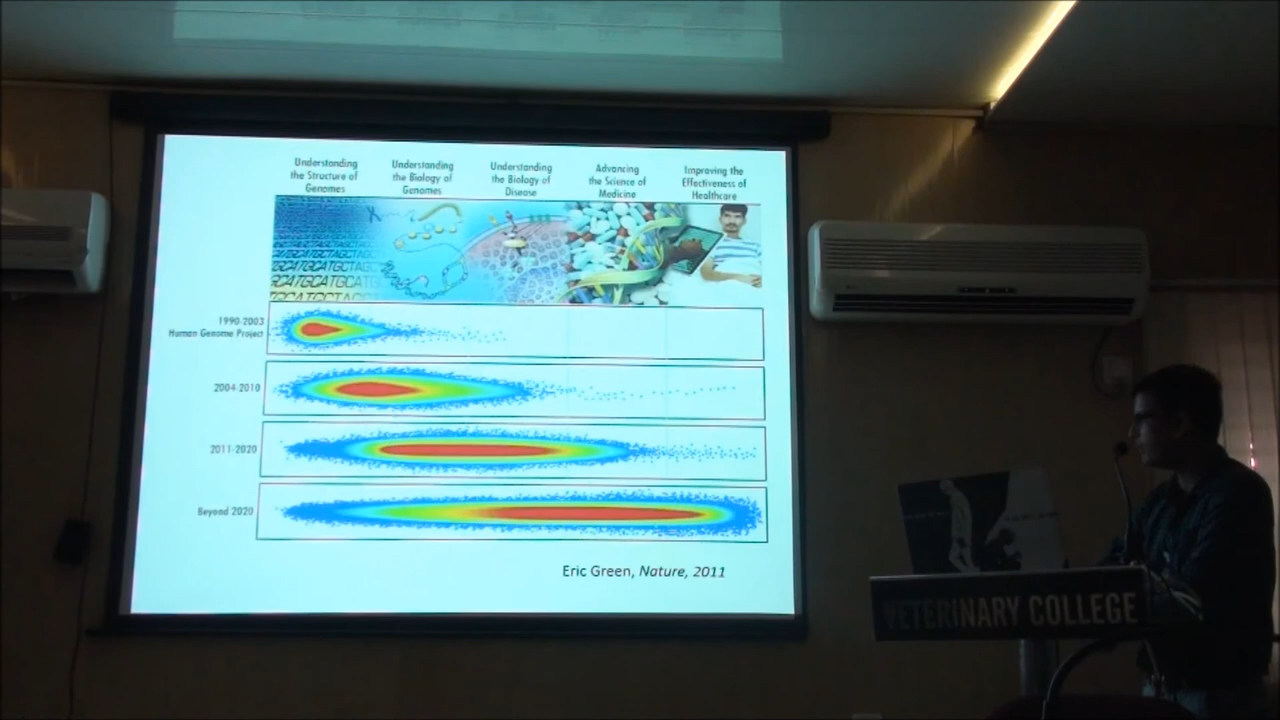 Understanding
the Structure of
Genomes
Understanding
the Biology of
Genomes
Understanding
the Biology of
Disease
Advancing
the Science of
Medicine
Improving the
Effectiveness of
Healthcare
1990-2003
Human Genome Project
2004-2010
2011-2020
Beyond 2020
Eric Green, Nature, 2011
VETERINARY COLLEGE